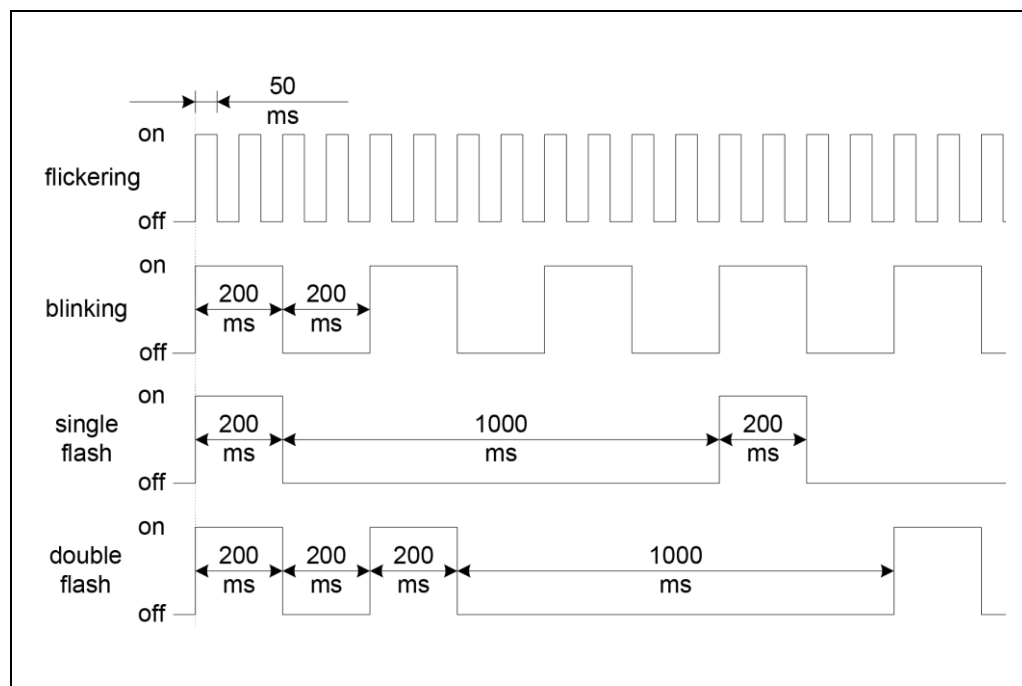 50
ms
on
flickering
off
on
blinking
200 200
ms ms
off
on
single
flash
200 1000 200
ms ms ms
off
on
double
flash
200 200 200 1000
ms ms ms ms
off